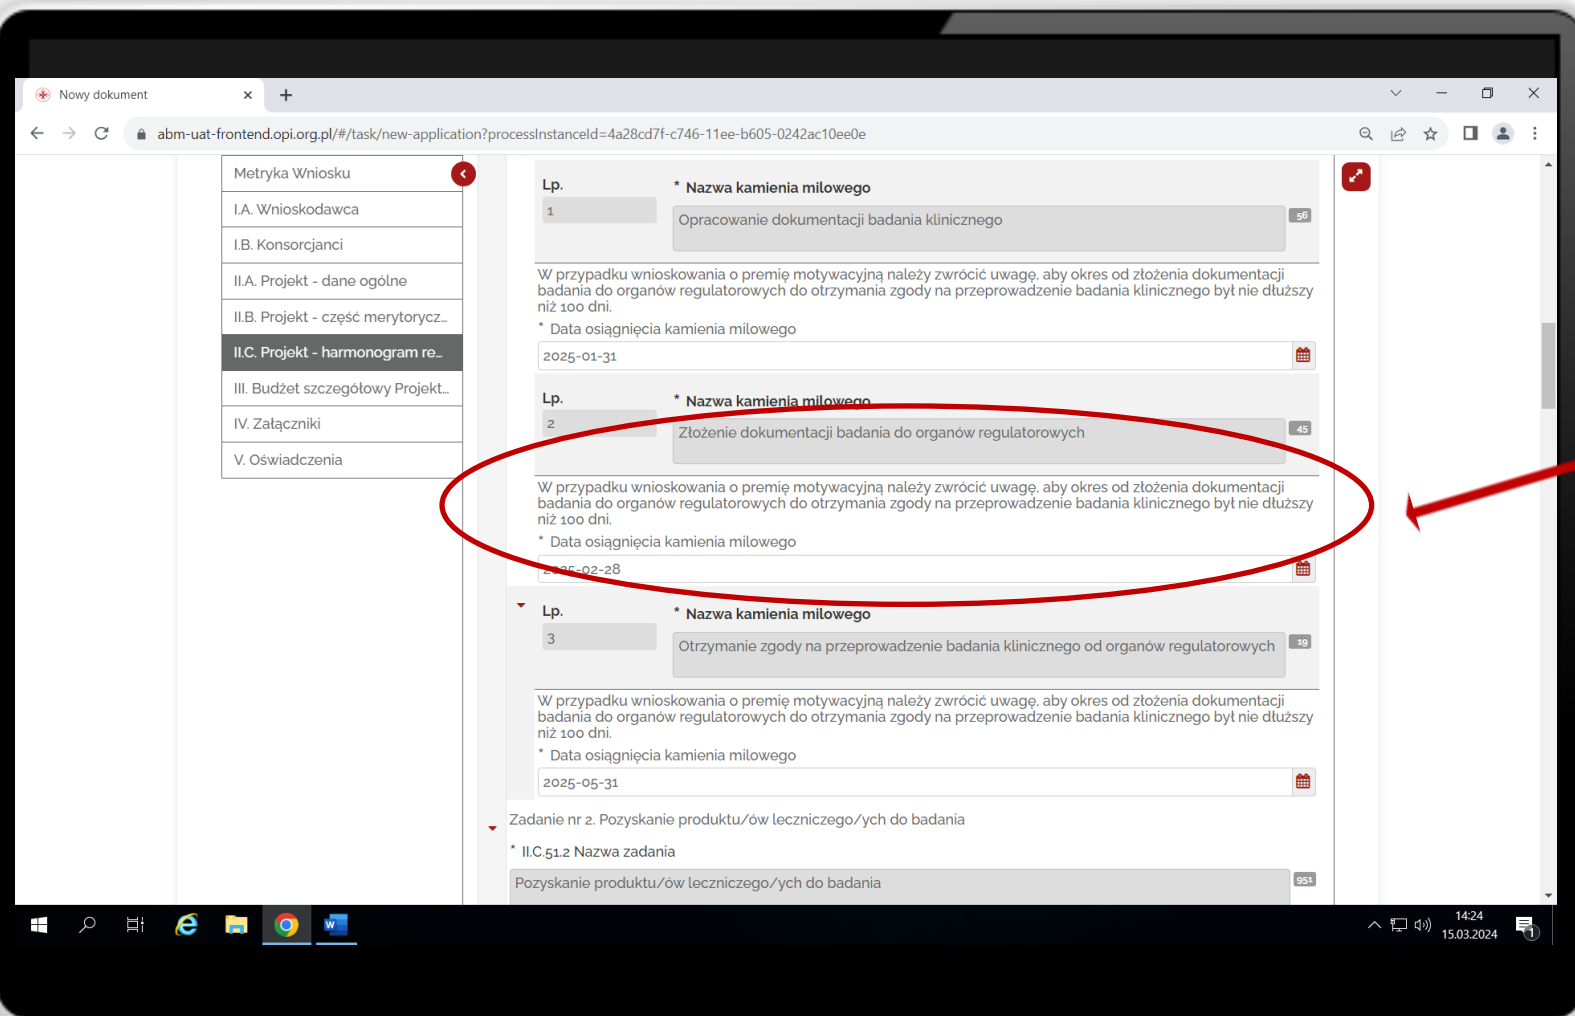 Nowy dokument
abm-uat-frontend.opi.org.pl/#/task/new-application?processInstanceId=4a28cd7f-c746-11ee-b605-0242ac10ee0e
Metryka Wniosku
I.A. Wnioskodawca
I.B. Konsorcjanci
II.A. Projekt - dane ogólne
II.B. Projekt - część merytorycz...
II.C. Projekt - harmonogram re...
III. Budżet szczegółowy Projekt...
IV. Załączniki
V. Oświadczenia
Lp.
* Nazwa kamienia milowego
1
Opracowanie dokumentacji badania klinicznego
56
W przypadku wnioskowania o premię motywacyjną należy zwrócić uwagę, aby okres od złożenia dokumentacji
badania do organów regulatorowych do otrzymania zgody na przeprowadzenie badania klinicznego był nie dłuższy
niż 100 dni.
* Data osiągnięcia kamienia milowego
2025-01-31
Lp.
* Nazwa kamienia milowego
2
Złożenie dokumentacji badania do organów regulatorowych
45
W przypadku wnioskowania o premię motywacyjną należy zwrócić uwagę, aby okres od złożenia dokumentacji
badania do organów regulatorowych do otrzymania zgody na przeprowadzenie badania klinicznego był nie dłuższy
niż 100 dni.
* Data osiągnięcia kamienia milowego
2025-02-28
Lp.
* Nazwa kamienia milowego
3
Otrzymanie zgody na przeprowadzenie badania klinicznego od organów regulatorowych
19
W przypadku wnioskowania o premię motywacyjną należy zwrócić uwagę, aby okres od złożenia dokumentacji
badania do organów regulatorowych do otrzymania zgody na przeprowadzenie badania klinicznego był nie dłuższy
niż 100 dni.
* Data osiągnięcia kamienia milowego
2025-05-31
Zadanie nr 2. Pozyskanie produktu/ów leczniczego/ych do badania
* II.C.51.2 Nazwa zadania
Pozyskanie produktu/ów leczniczego/ych do badania
951
14:24
15.03.2024
1